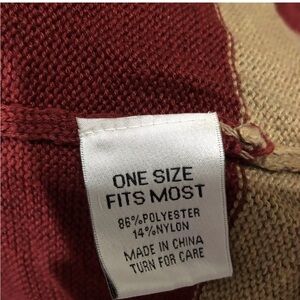 ONE SIZE
FITS MOST
86%POLYESTER
14%NYLON
MADE IN CHINA
TURN FOR CARE